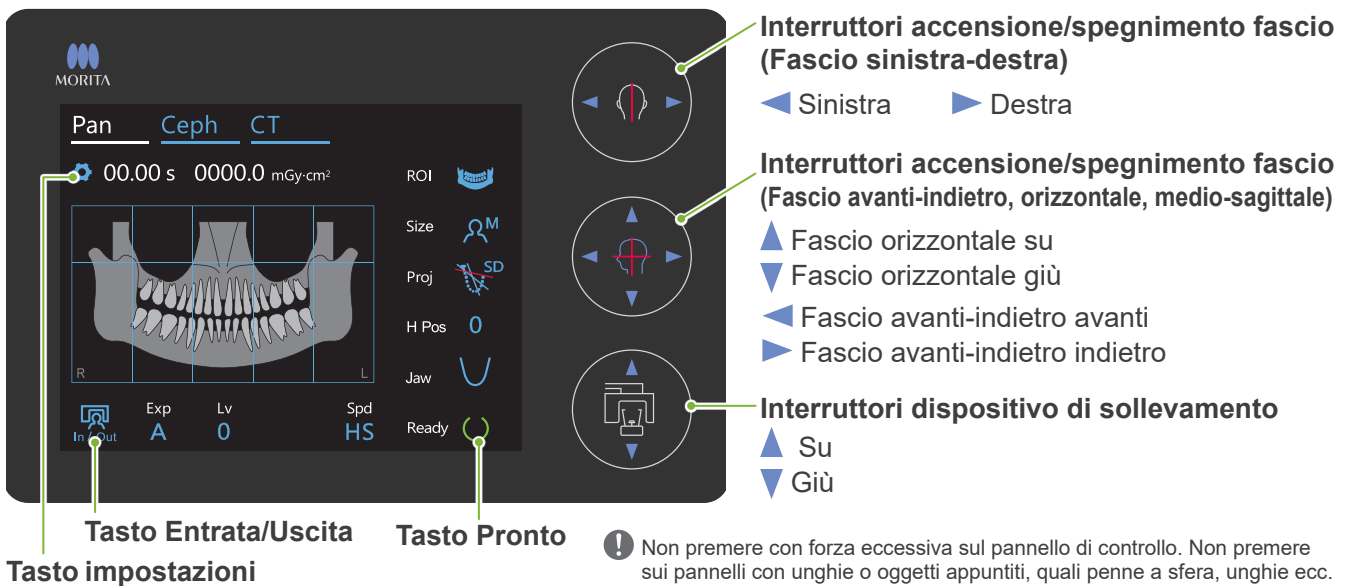 MORITA
Pan Ceph CT
00.00 s 0000.0 mGy·cm²
ROI
Size M
Proj SD
H Pos 0
Jaw
R L
Exp Lv Spd
In / Out A 0 HS
Ready
Interruttori accensione/spegnimento fascio
(Fascio sinistra-destra)
◀ Sinistra ▶ Destra
Interruttori accensione/spegnimento fascio
(Fascio avanti-indietro, orizzontale, medio-sagittale)
▲ Fascio orizzontale su
▼ Fascio orizzontale giù
◀ Fascio avanti-indietro avanti
▶ Fascio avanti-indietro indietro
Interruttori dispositivo di sollevamento
▲ Su
▼ Giù
Tasto Entrata/Uscita
Tasto Pronto
Tasto impostazioni
Non premere con forza eccessiva sul pannello di controllo. Non premere
sui pannelli con unghie o oggetti appuntiti, quali penne a sfera, unghie ecc.